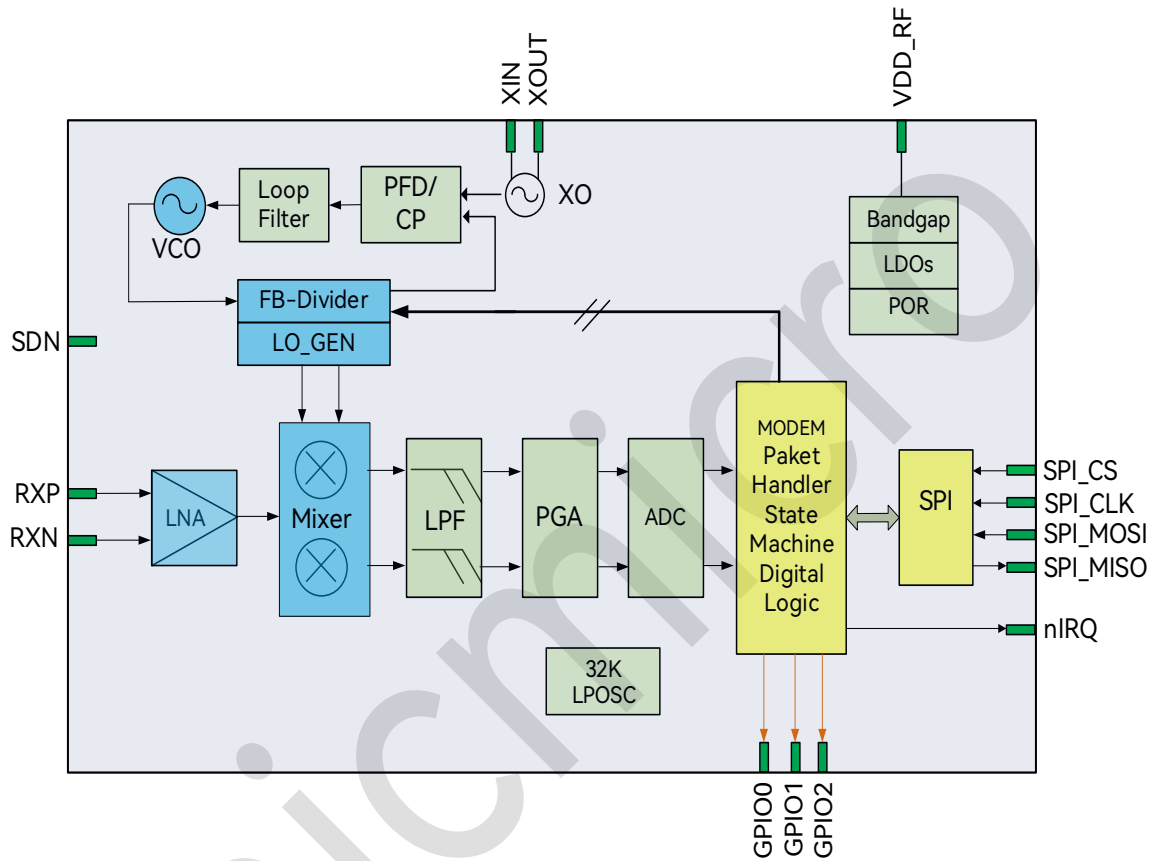 XIN
XOUT
VDD_RF
Loop
Filter
PFD/
CP
XO
VCO
Bandgap
LDOs
POR
FB-Divider
LO_GEN
SDN
MODEM
Paket
Handler
State
Machine
Digital
Logic
RXP
RXN
LNA
Mixer
LPF
PGA
ADC
SPI
SPI_CS
SPI_CLK
SPI_MOSI
SPI_MISO
nIRQ
32K
LPOSC
GPIO0
GPIO1
GPIO2
icmicro